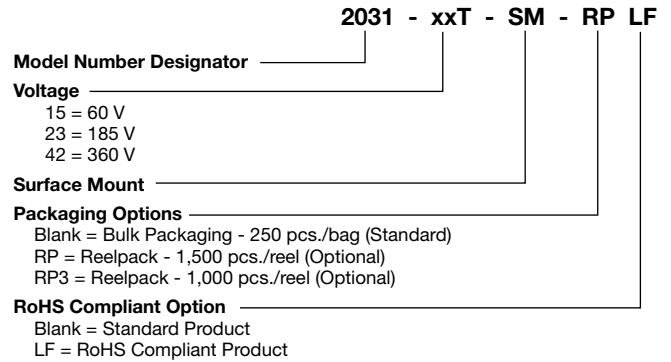 2031 - xxT - SM - RP LF
Model Number Designator
Voltage
15 = 60 V
23 = 185 V
42 = 360 V
Surface Mount
Packaging Options
Blank = Bulk Packaging - 250 pcs./bag (Standard)
RP = Reelpack - 1,500 pcs./reel (Optional)
RP3 = Reelpack - 1,000 pcs./reel (Optional)
RoHS Compliant Option
Blank = Standard Product
LF = RoHS Compliant Product